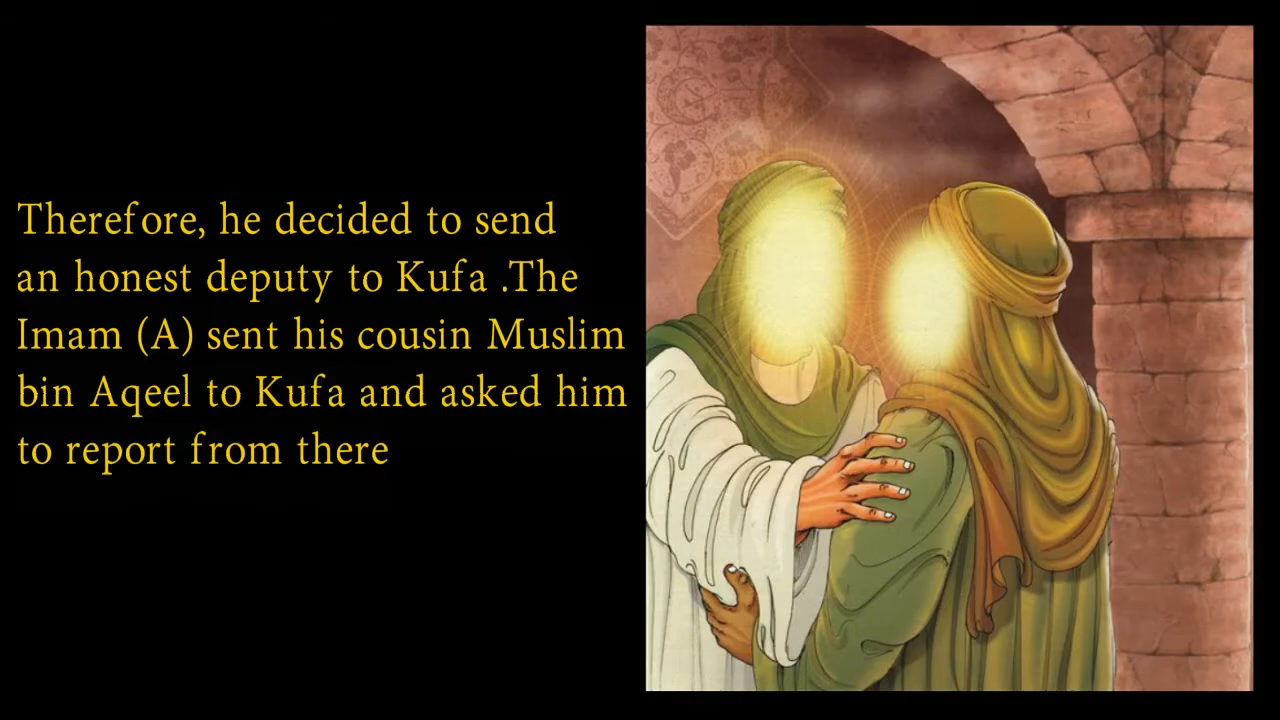 Therefore, he decided to send
an honest deputy to Kufa .The
Imam (A) sent his cousin Muslim
bin Aqeel to Kufa and asked him
to report from there